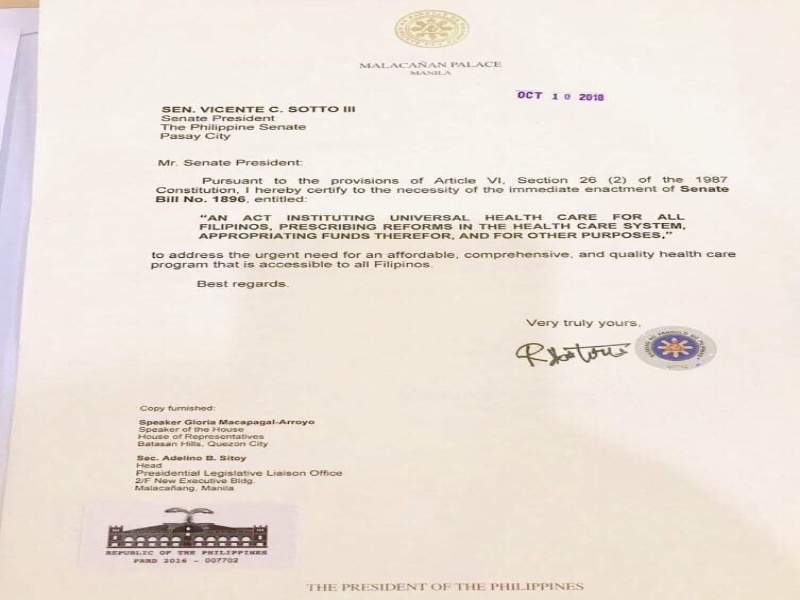 MALACAÑAN PALACE
MANILA
OCT 10 2018
SEN. VICENTE C. SOTTO III
Senate President
The Philippine Senate
Pasay City
Mr. Senate President:
Pursuant to the provisions of Article VI, Section 26 (2) of the 1987
Constitution, I hereby certify to the necessity of the immediate enactment of Senate
Bill No. 1896, entitled:
“AN ACT INSTITUTING UNIVERSAL HEALTH CARE FOR ALL
FILIPINOS, PRESCRIBING REFORMS IN THE HEALTH CARE SYSTEM,
APPROPRIATING FUNDS THEREFOR, AND FOR OTHER PURPOSES,”
to address the urgent need for an affordable, comprehensive, and quality health care
program that is accessible to all Filipinos.
Best regards.
Very truly yours,
Copy furnished:
Speaker Gloria Macapagal-Arroyo
Speaker of the House
House of Representatives
Batasan Hills, Quezon City
Sec. Adelino B. Sitoy
Head
Presidential Legislative Liaison Office
2/F New Executive Bldg.
Malacañang, Manila
REPUBLIC OF THE PHILIPPINES
PRRD 2016 - 007702
THE PRESIDENT OF THE PHILIPPINES